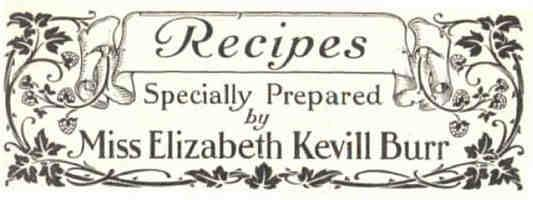 Recipes
Specially Prepared
by
Miss Elizabeth Kevill Burr